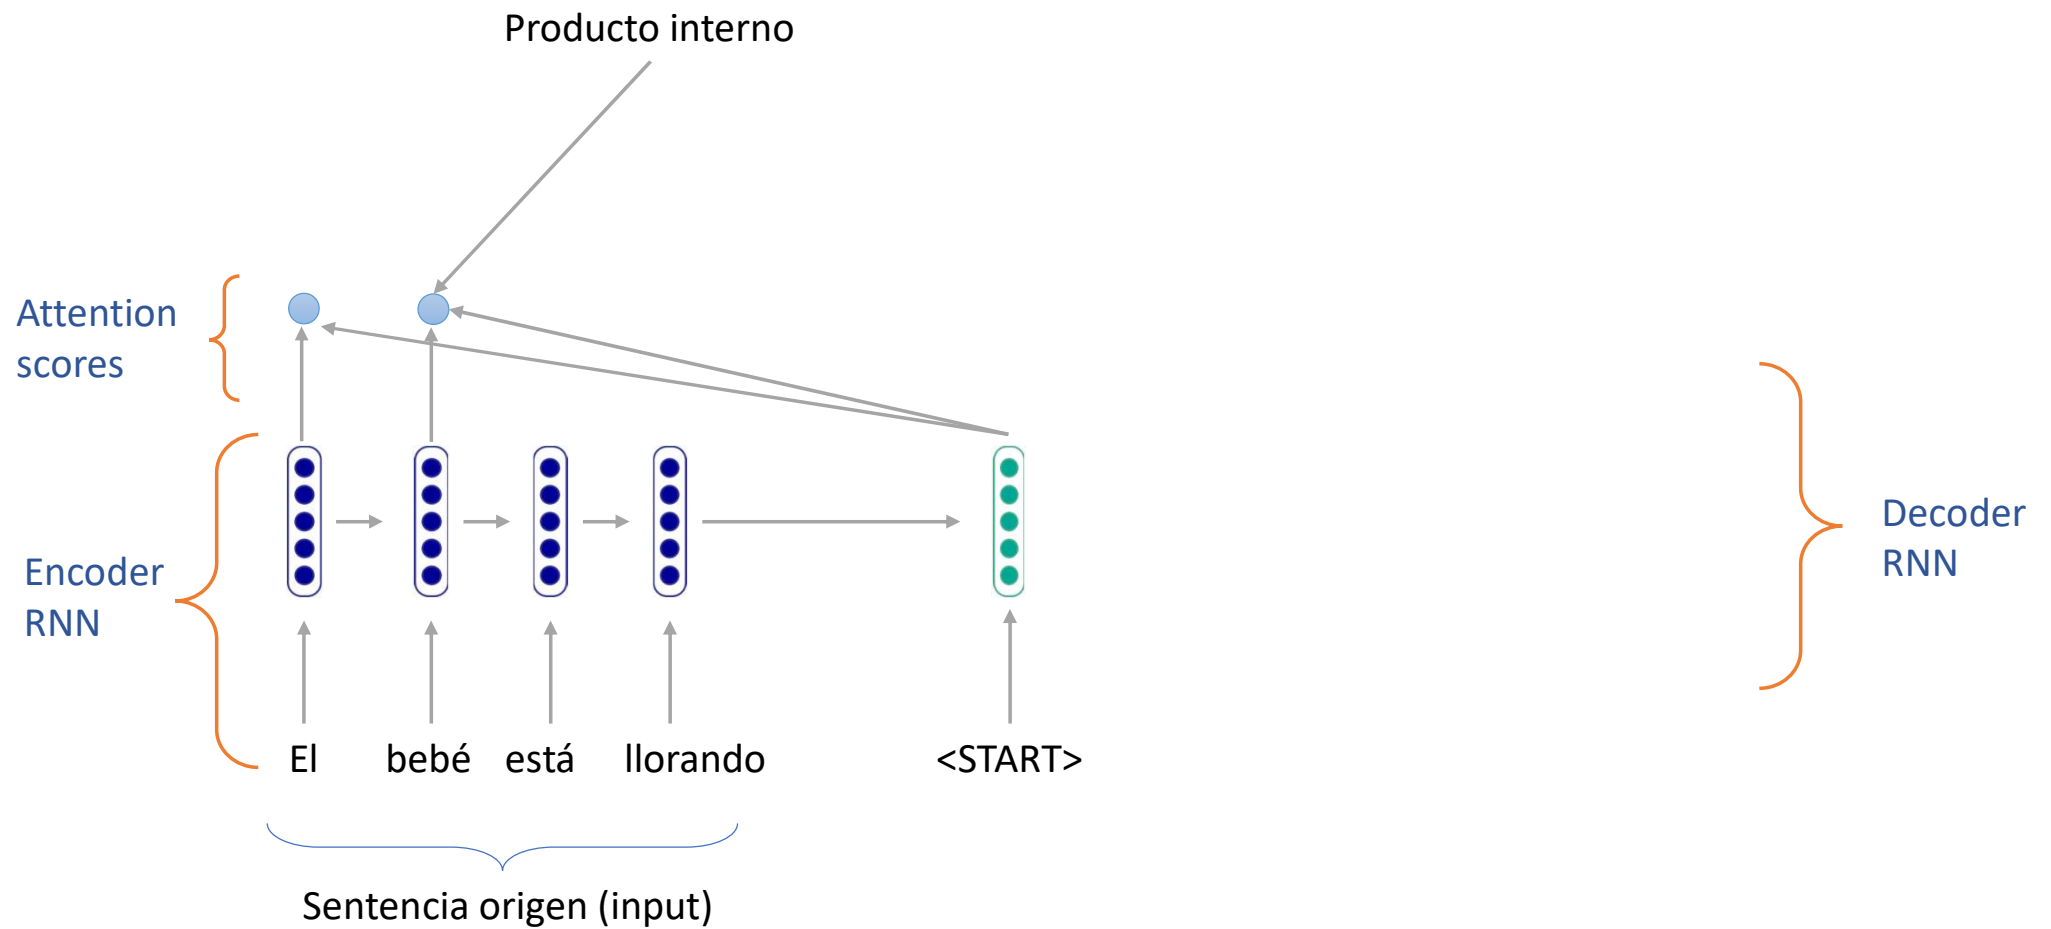 Producto interno
Attention
scores
Encoder
RNN
Decoder
RNN
El bebé está llorando <START>
Sentencia origen (input)